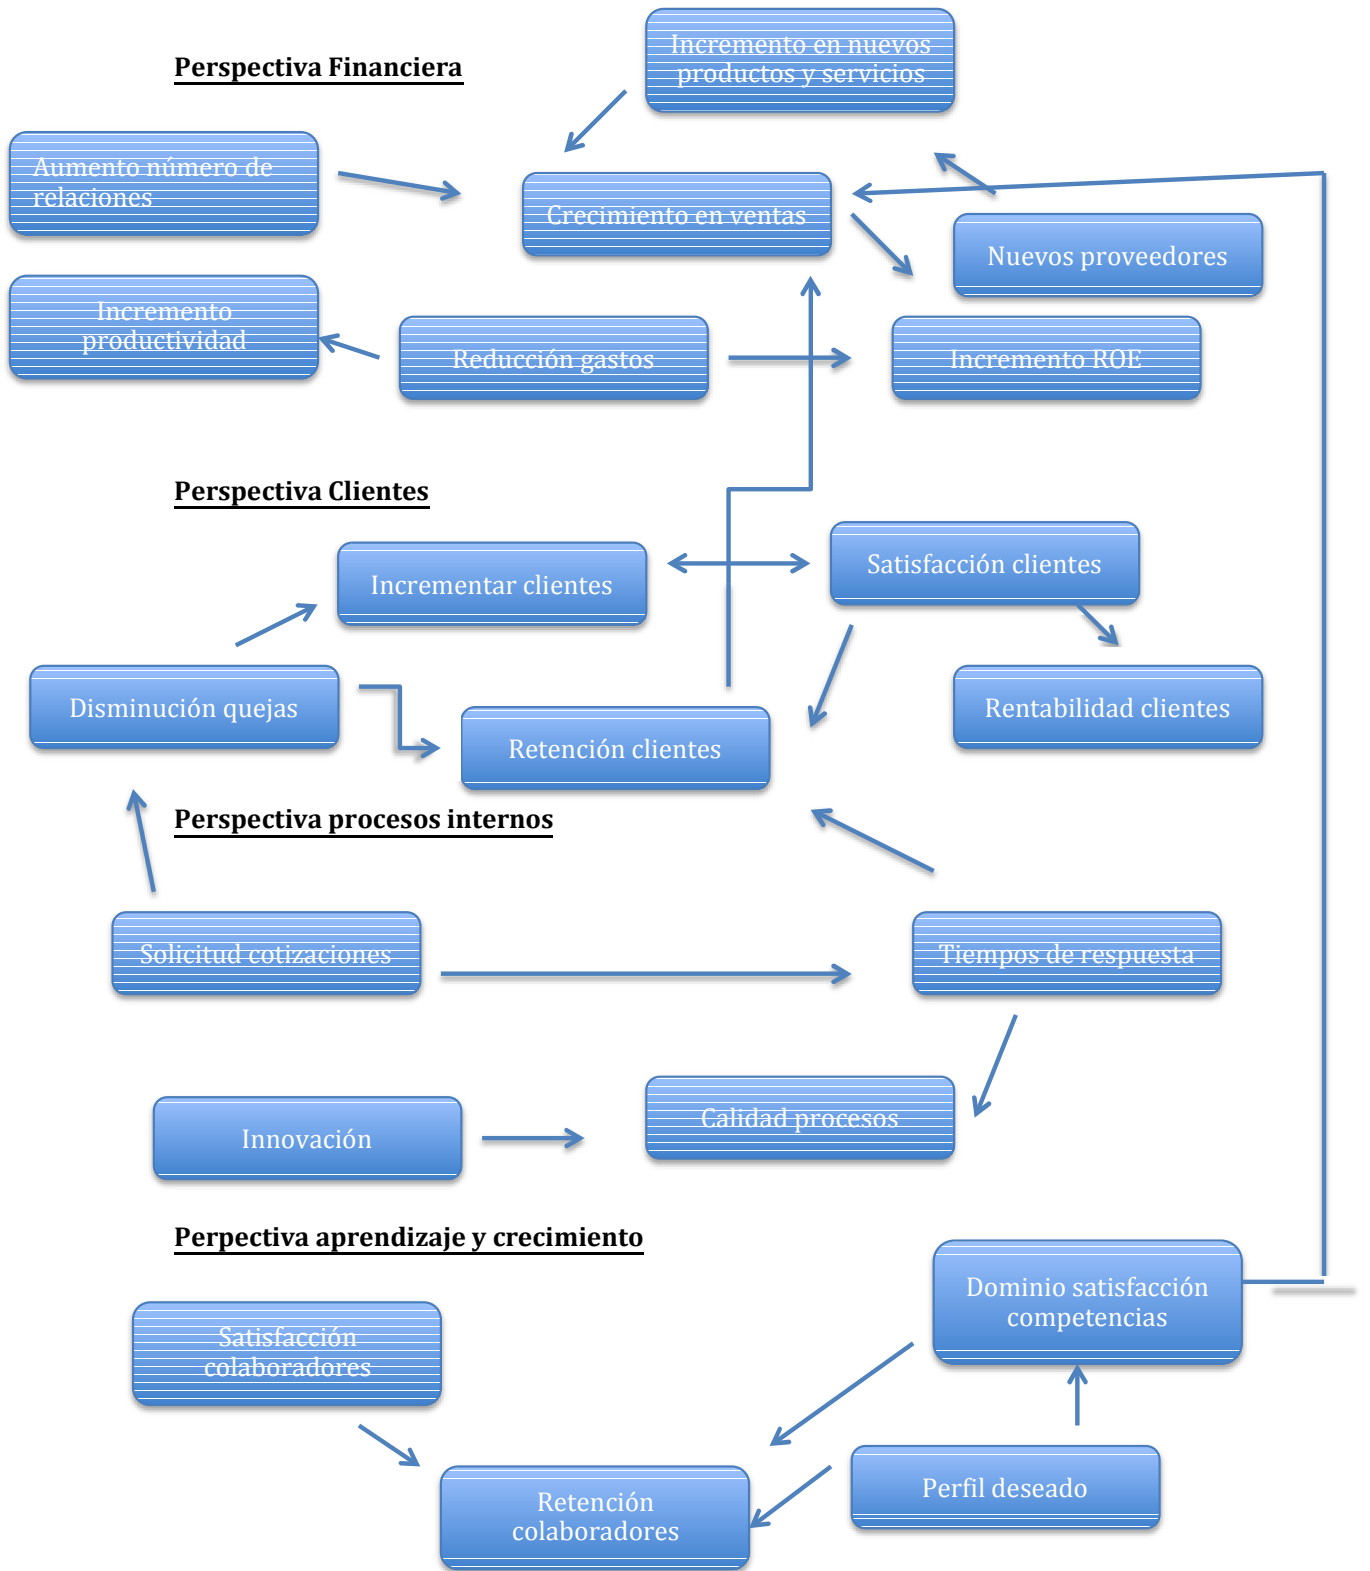 Incremento en nuevos
productos y servicios
Perspectiva Financiera
Aumento número de
relaciones
Crecimiento en ventas
Nuevos proveedores
Incremento
productividad
Reducción gastos
Incremento ROE
Perspectiva Clientes
Satisfacción clientes
Incrementar clientes
Disminución quejas
Rentabilidad clientes
Retención clientes
Perspectiva procesos internos
Solicitud cotizaciones
Tiempos de respuesta
Calidad procesos
Innovación
Perpectiva aprendizaje y crecimiento
Dominio satisfacción
competencias
Satisfacción
colaboradores
Perfil deseado
Retención
colaboradores